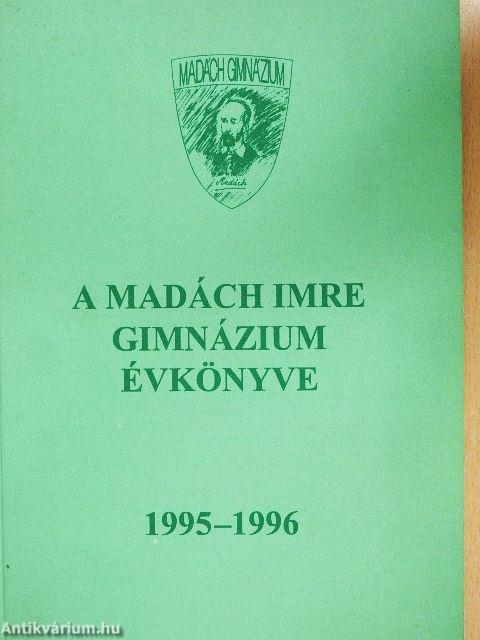 MADÁCH GIMNÁZIUM
Madách
A MADÁCH IMRE
GIMNÁZIUM
ÉVKÖNYVE
1995–1996
Antikvárium.hu